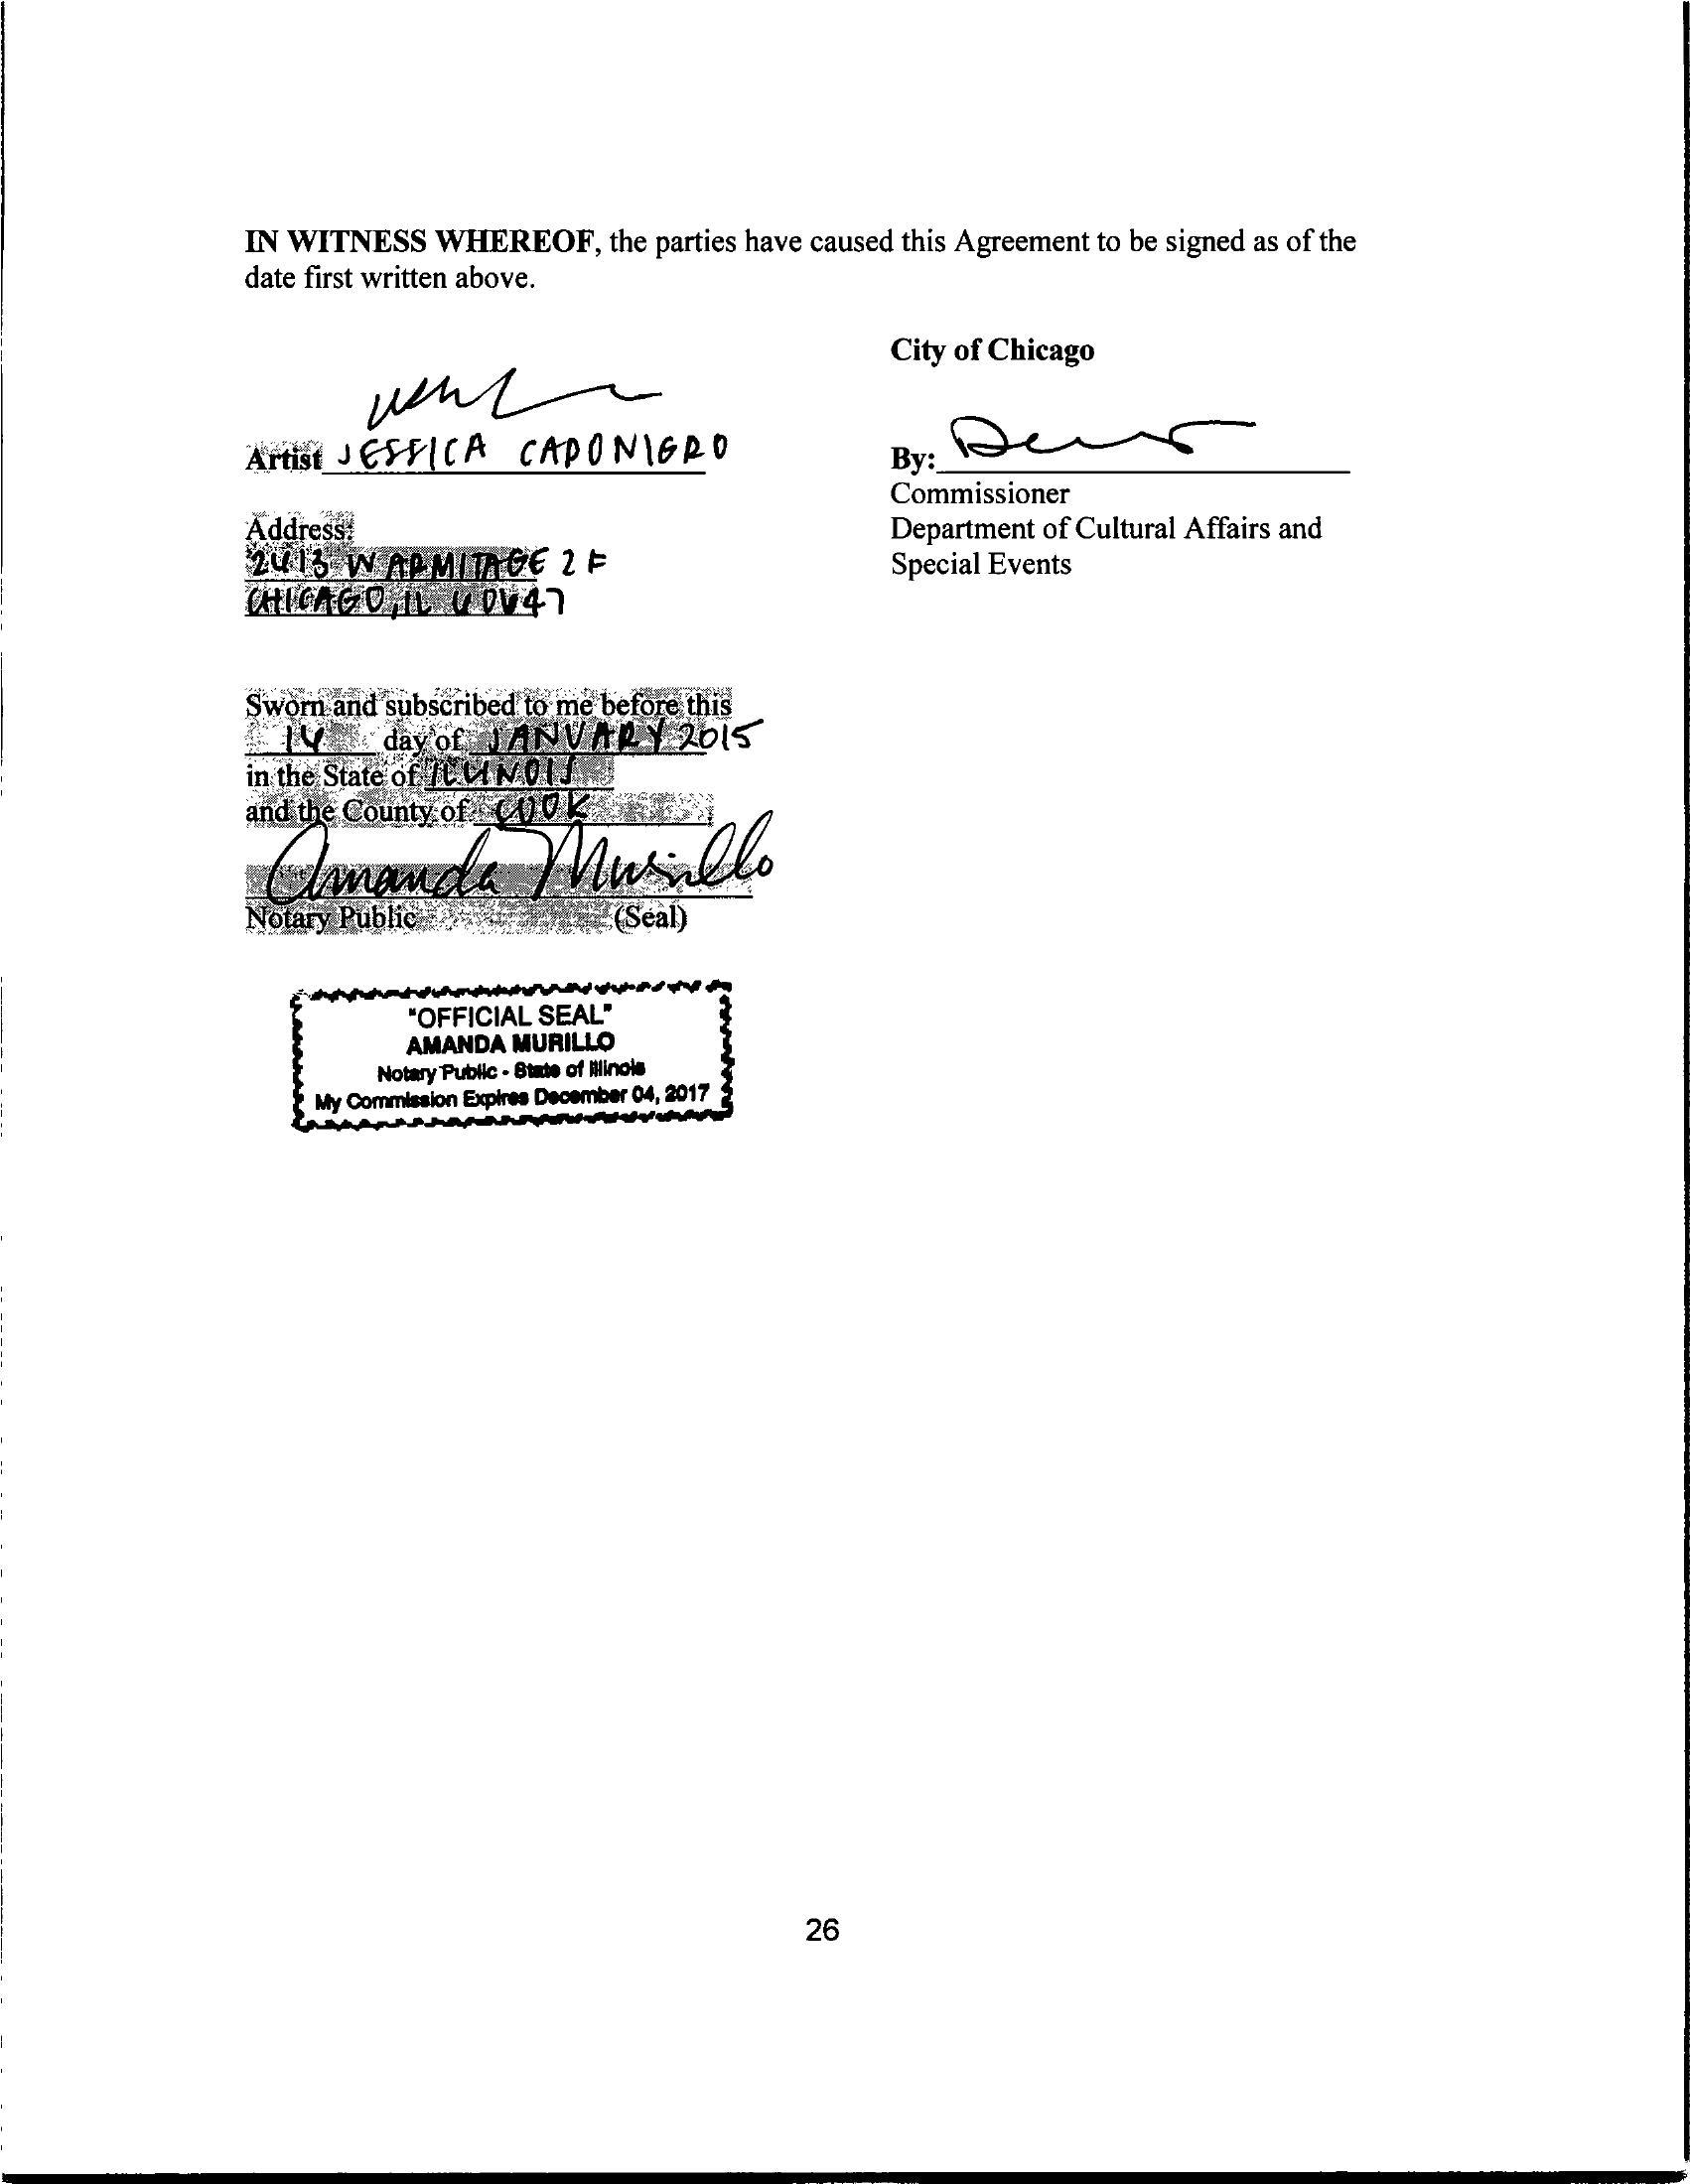 IN WITNESS WHEREOF, the parties have caused this Agreement to be signed as of the
date first written above.
City of Chicago
Artist JESSICA CAPONIGRO
By:
Commissioner
Department of Cultural Affairs and
Special Events
Address:
2413 W ARMITAGE 2F
CHICAGO, IL 60647
Sworn and subscribed to me before this
14 day of JANUARY 2015
in the State of ILLINOIS
and the County of COOK
Amanda Murillo
Notary Public (Seal)
"OFFICIAL SEAL"
AMANDA MURILLO
Notary Public - State of Illinois
My Commission Expires December 04, 2017
26